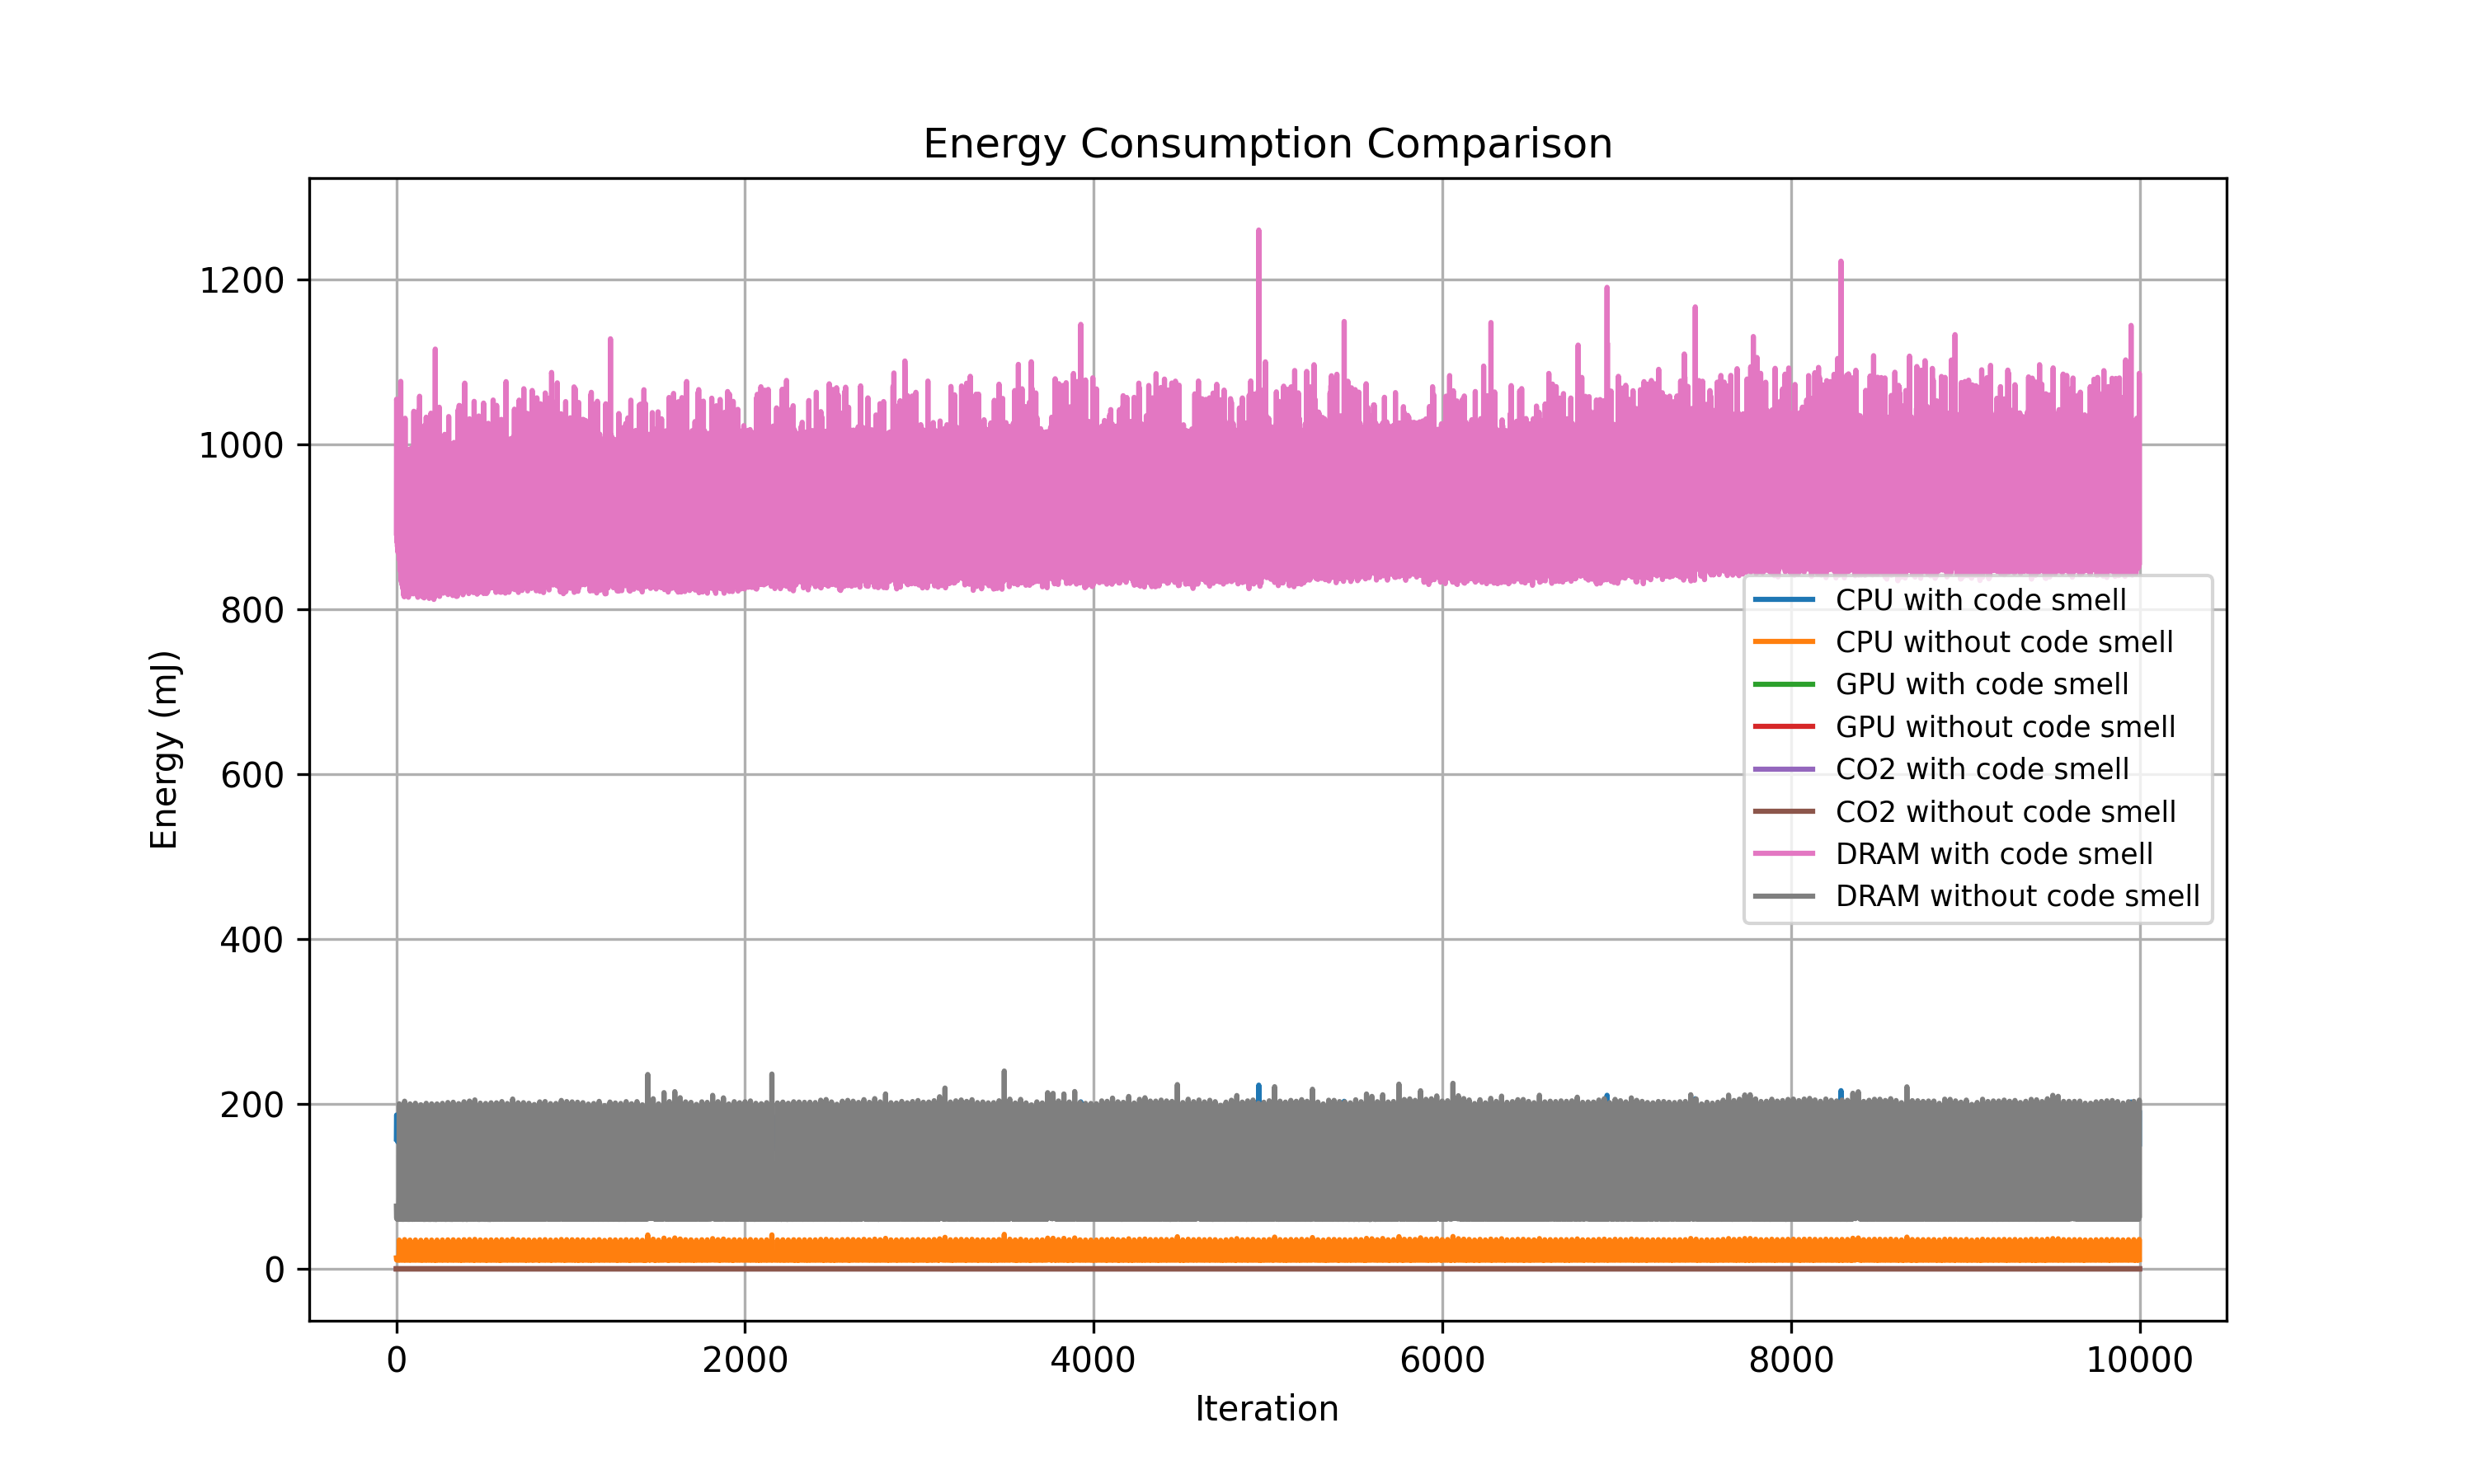 Energy Consumption Comparison
Energy (mJ)
1200
1000
800
600
400
200
0
CPU with code smell
CPU without code smell
GPU with code smell
GPU without code smell
CO2 with code smell
CO2 without code smell
DRAM with code smell
DRAM without code smell
0 2000 4000 6000 8000 10000
Iteration